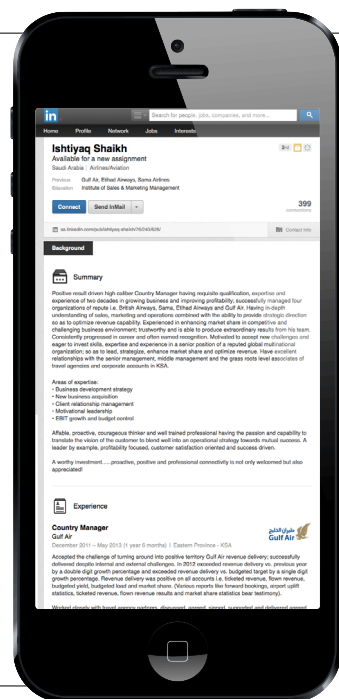 in
Search for people, jobs, companies, and more...
Home Profile Network Jobs Interests
Ishtiyaq Shaikh
Available for a new assignment
Saudi Arabia | Airlines/Aviation
Previous Gulf Air, Etihad Airways, Sama Airlines
Education Institute of Sales & Marketing Management
Connect Send InMail
399
connections
Contact Info
Background
Summary
Positive result driven high caliber Country Manager having requisite qualification, expertise and
experience of two decades in growing business and improving profitability, successfully managed four
organizations of repute i.e. British Airways, Sama, Etihad Airways and Gulf Air. Having in-depth
understanding of sales, marketing and operations combined with the ability to provide strategic direction
so as to optimize revenue capability. Experienced in enhancing market share in competitive and
challenging business environment; trustworthy and is able to produce extraordinary results from his team.
Consistently progressed in career and often earned recognition. Motivated to accept new challenges and
eager to invest skills, expertise and experience in a senior position of a reputed global multinational
organization; so as to lead, strategize, enhance market share and optimize revenue. Have excellent
relationships with the senior management, middle management and the grass roots level associates of
travel agencies and corporate accounts in KSA.
Areas of expertise:
• Business development strategy
• New business acquisition
• Client relationship management
• Motivational leadership
• EBIT growth and budget control
Affable, proactive, courageous thinker and well trained professional having the passion and capability to
translate the vision of the customer to blend well into an operational strategy towards mutual success. A
leader by example, profitability focused, customer satisfaction oriented and success driven.
A worthy investment.....proactive, positive and professional connectivity is not only welcomed but also
appreciated!
Experience
Country Manager
Gulf Air
طيران الخليج
Gulf Air
December 2011 – May 2013 (1 year 6 months) | Eastern Province - KSA
Accepted the challenge of turning around into positive territory Gulf Air revenue delivery; successfully
delivered despite internal and external challenges. In 2012 exceeded revenue delivery vs. previous year
by a double digit growth percentage and exceeded revenue delivery vs. budgeted target by a single digit
growth percentage. Revenue delivery was positive on all accounts i.e. ticketed revenue, flown revenue,
budgeted yield, budgeted load and market share. (Various reports like forward bookings, airport uplift
statistics, ticketed revenue, flown revenue results and market share statistics bear testimony).